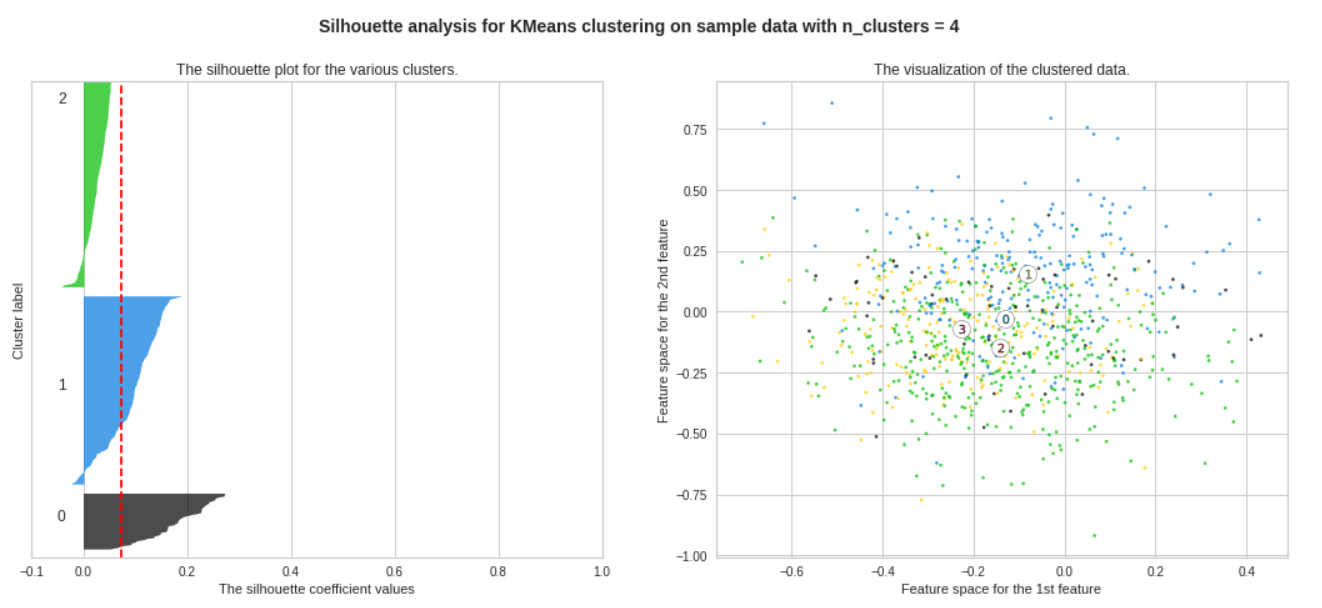 Silhouette analysis for KMeans clustering on sample data with n_clusters = 4
The silhouette plot for the various clusters.
2
1
0
Cluster label
−0.1 0.0 0.2 0.4 0.6 0.8 1.0
The silhouette coefficient values
The visualization of the clustered data.
0.75
0.50
0.25
0.00
−0.25
−0.50
−0.75
−1.00
Feature space for the 2nd feature
1
0
3
2
−0.6 −0.4 −0.2 0.0 0.2 0.4
Feature space for the 1st feature